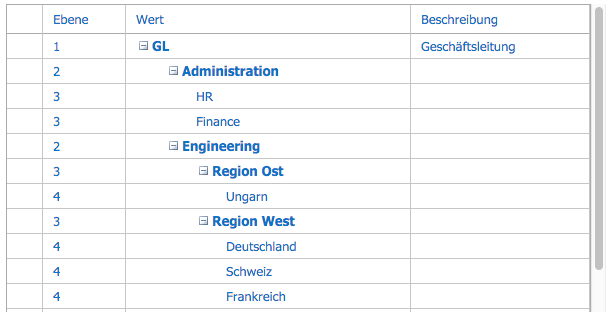 Ebene Wert Beschreibung
1 GL Geschäftsleitung
2 Administration
3 HR
3 Finance
2 Engineering
3 Region Ost
4 Ungarn
3 Region West
4 Deutschland
4 Schweiz
4 Frankreich